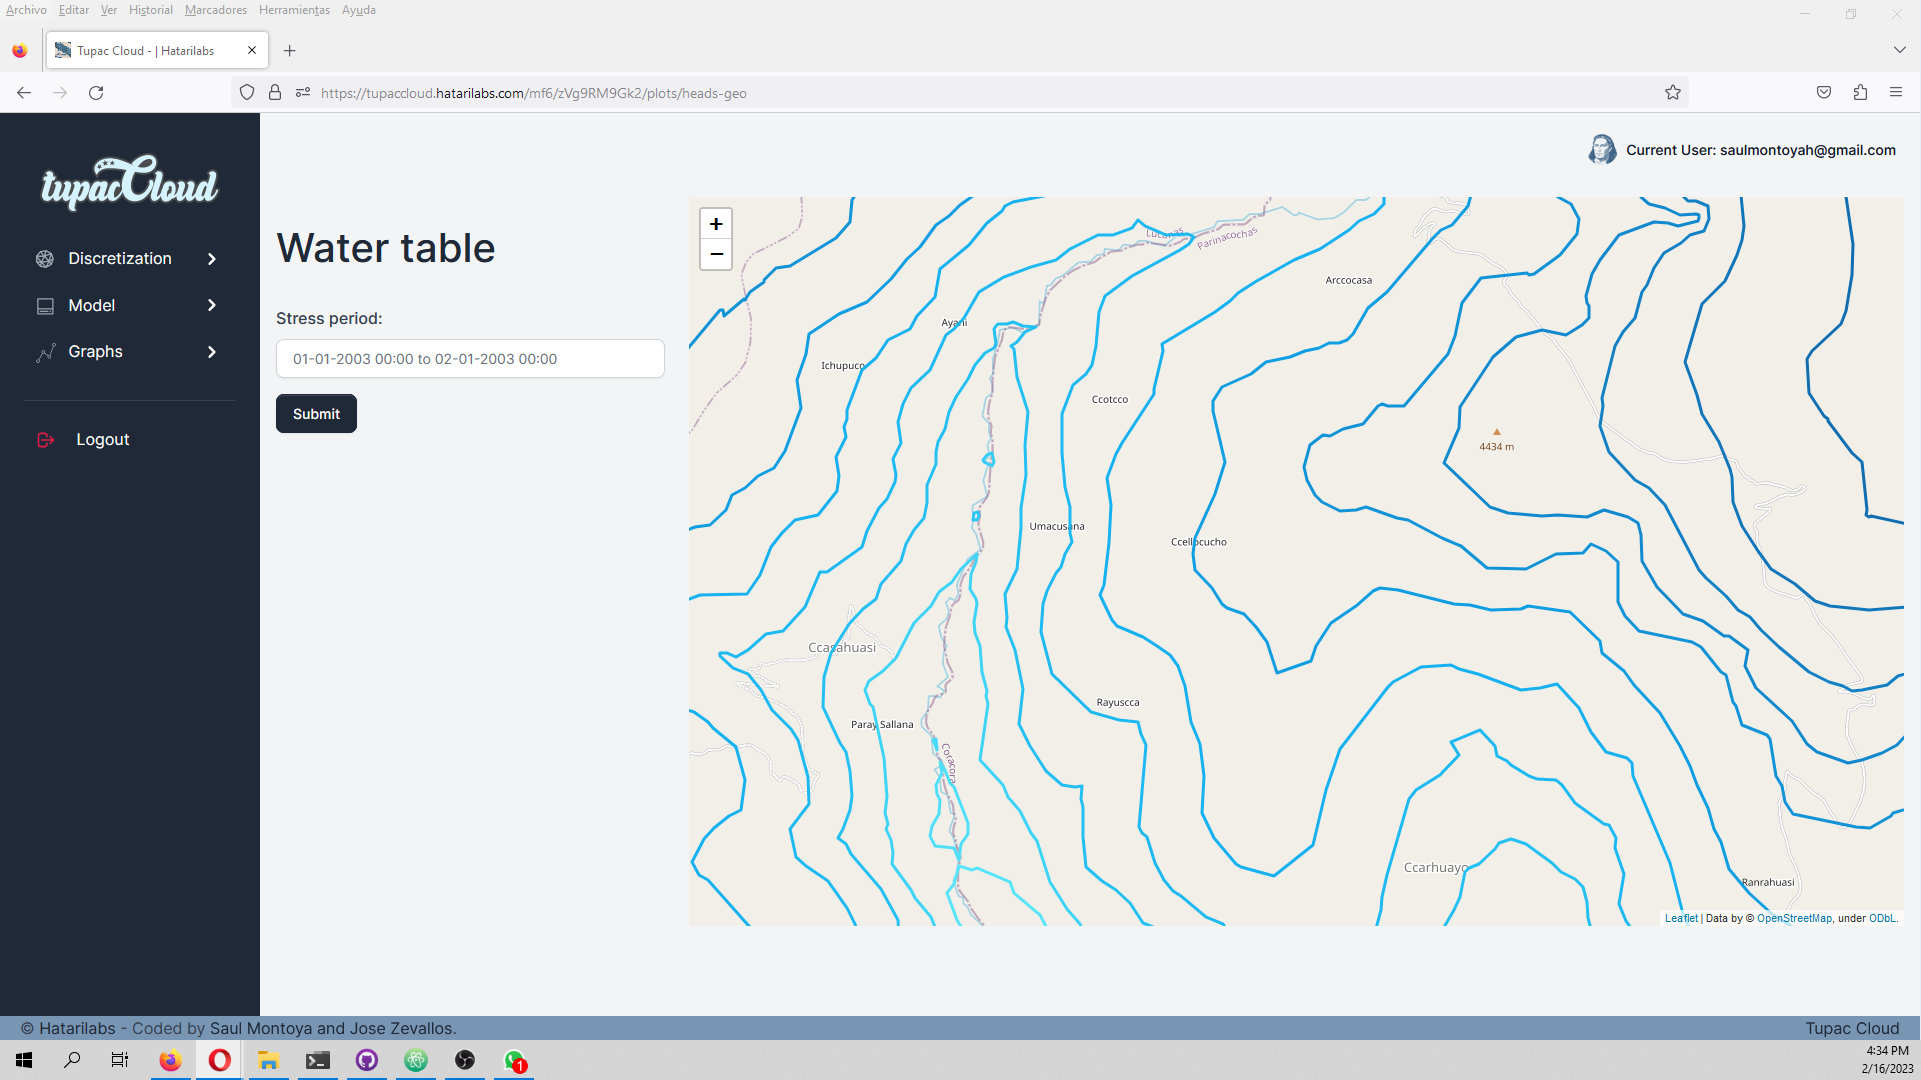 Archivo Editar Ver Historial Marcadores Herramientas Ayuda
Tupac Cloud - | Hatarilabs
https://tupaccloud.hatarilabs.com/mf6/zVg9RM9Gk2/plots/heads-geo
tupacCloud
Current User: saulmontoyah@gmail.com
Discretization
Model
Graphs
Logout
Water table
Stress period:
01-01-2003 00:00 to 02-01-2003 00:00
Submit
+
−
Lucanas
Parinacochas
Arccocasa
Ayani
Ichupuco
Ccotcco
4434 m
Umacusana
Ccellocucho
Ccasahuasi
Rayuscca
Paray Sallana
Coracora
Ccarhuayo
Ranrahuasi
Leaflet | Data by © OpenStreetMap, under ODbL.
© Hatarilabs - Coded by Saul Montoya and Jose Zevallos.
Tupac Cloud
1
4:34 PM
2/16/2023